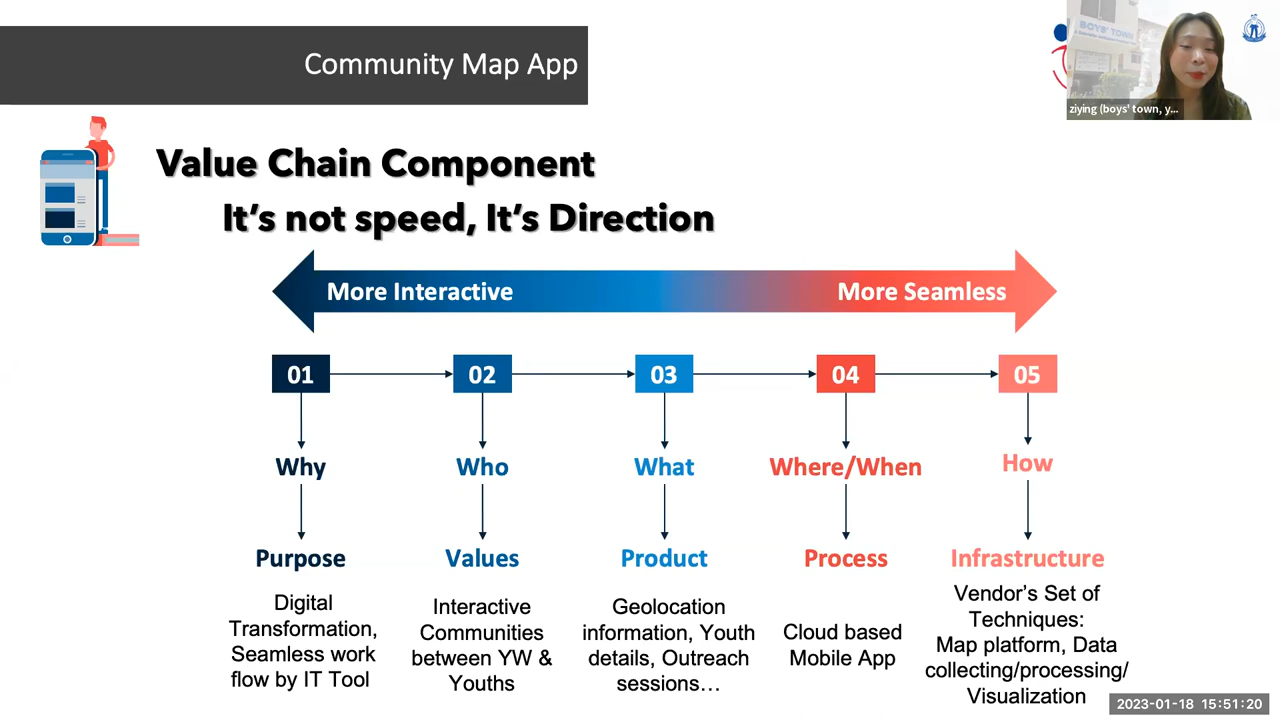 Community Map App
BOYS' TOWN
ziying (boys' town, y...
Value Chain Component
It's not speed, It's Direction
More Interactive
More Seamless
01
02
03
04
05
Why
Who
What
Where/When
How
Purpose
Values
Product
Process
Infrastructure
Digital
Transformation,
Seamless work
flow by IT Tool
Interactive
Communities
between YW &
Youths
Geolocation
information, Youth
details, Outreach
sessions…
Cloud based
Mobile App
Vendor's Set of
Techniques:
Map platform, Data
collecting/processing/
Visualization
2023-01-18 15:51:20